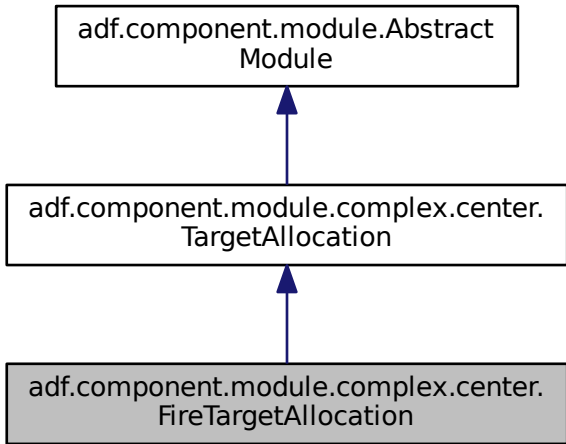 adf.component.module.Abstract
Module
adf.component.module.complex.center.
TargetAllocation
adf.component.module.complex.center.
FireTargetAllocation